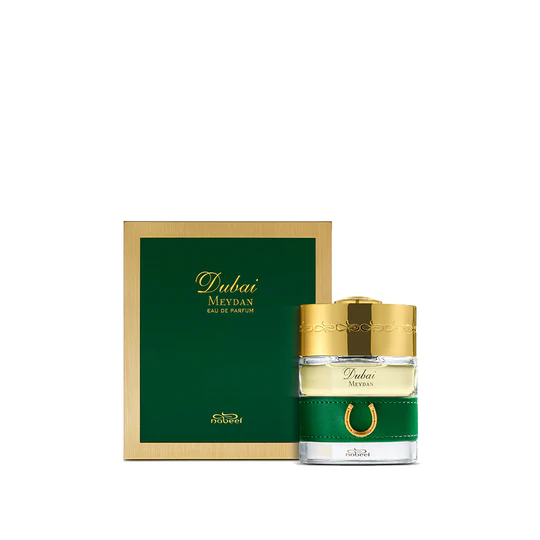 Dubai
MEYDAN
EAU DE PARFUM
nabeel
Dubai
MEYDAN
nabeel